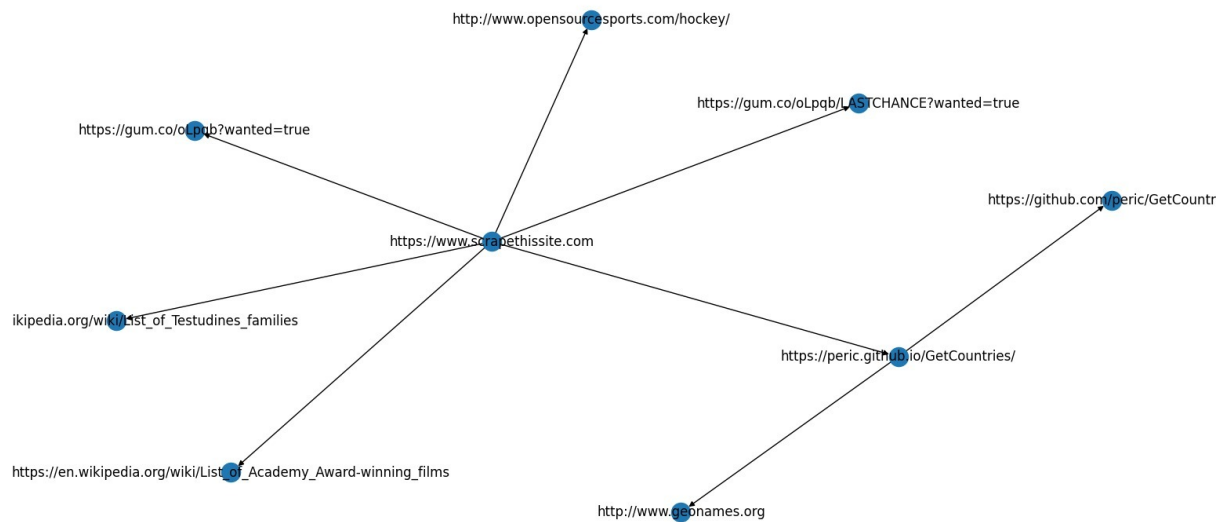 http://www.opensourcesports.com/hockey/
https://gum.co/oLpqb/LASTCHANCE?wanted=true
https://gum.co/oLpqb?wanted=true
https://github.com/peric/GetCountr
https://www.scrapethissite.com
ikipedia.org/wiki/List_of_Testudines_families
https://peric.github.io/GetCountries/
https://en.wikipedia.org/wiki/List_of_Academy_Award-winning_films
http://www.geonames.org